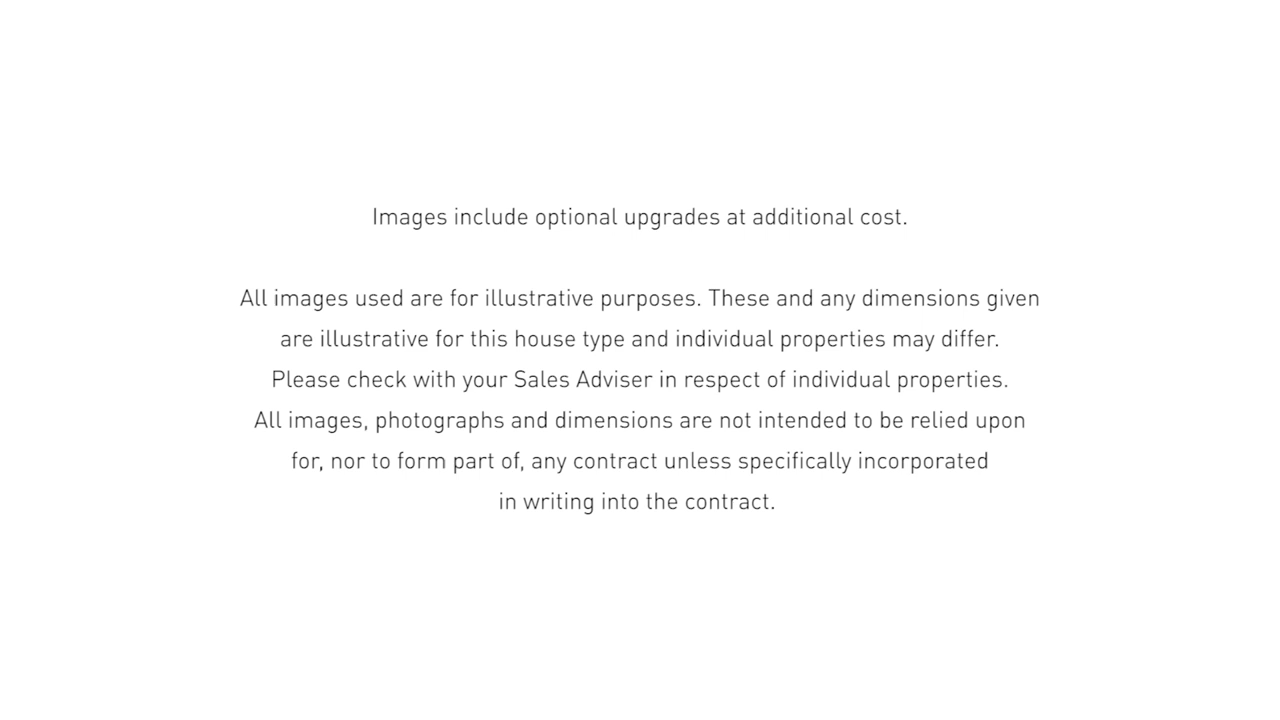 Images include optional upgrades at additional cost.
All images used are for illustrative purposes. These and any dimensions given
are illustrative for this house type and individual properties may differ.
Please check with your Sales Adviser in respect of individual properties.
All images, photographs and dimensions are not intended to be relied upon
for, nor to form part of, any contract unless specifically incorporated
in writing into the contract.